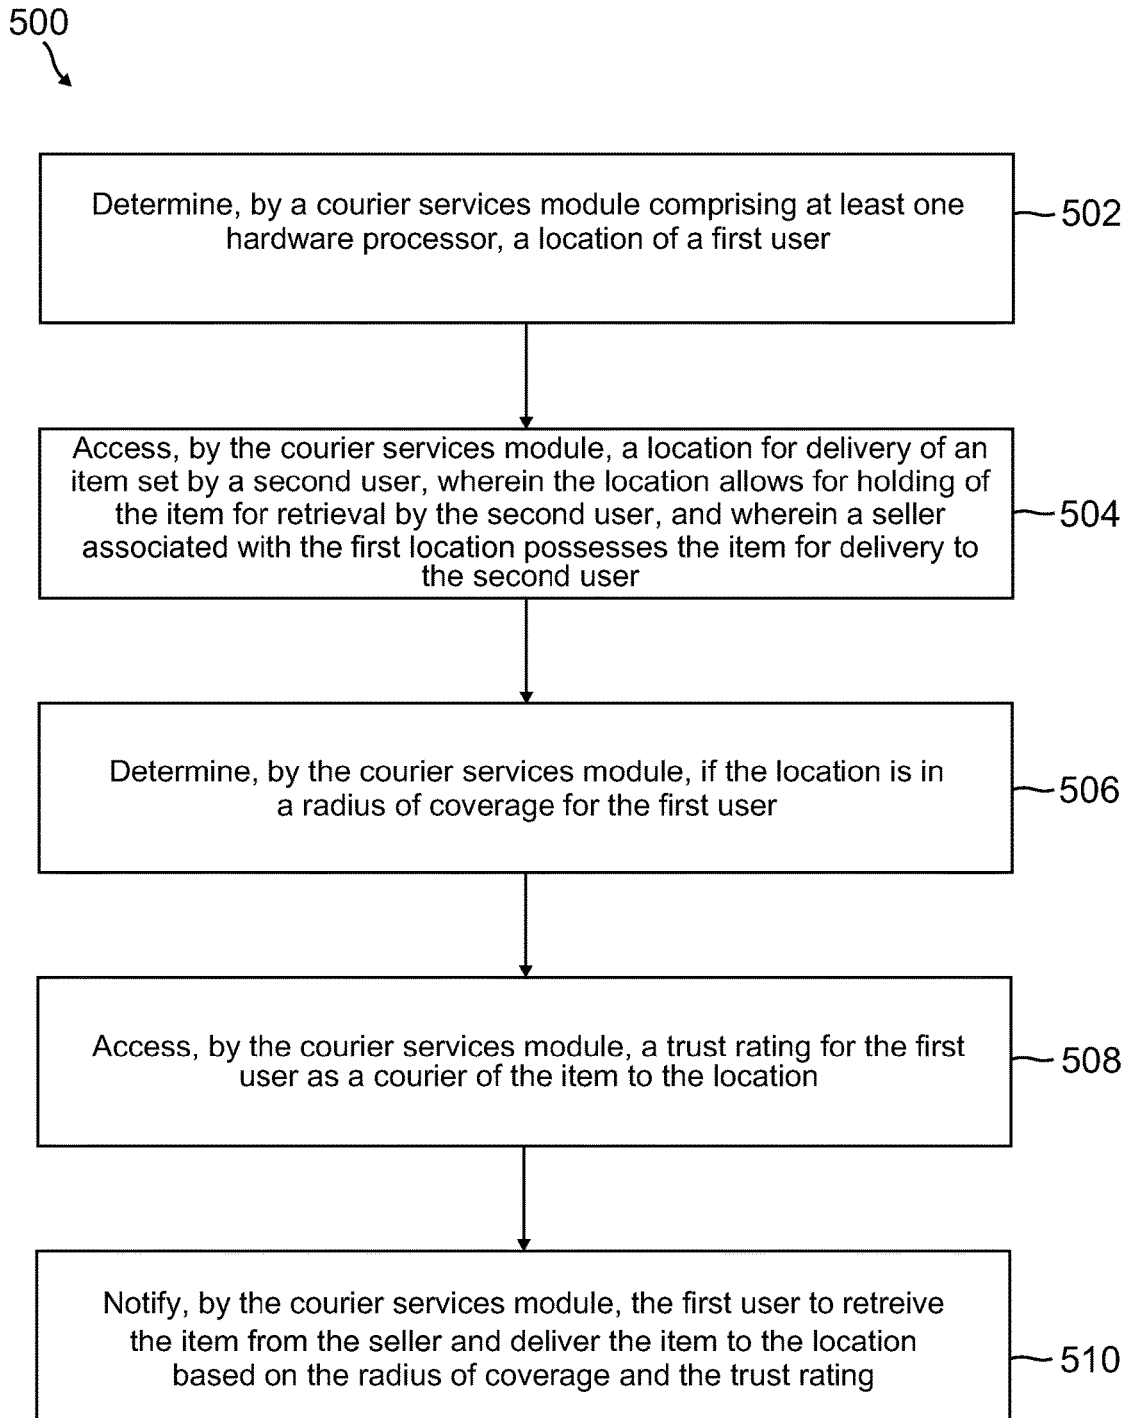 500
Determine, by a courier services module comprising at least one
hardware processor, a location of a first user
502
Access, by the courier services module, a location for delivery of an
item set by a second user, wherein the location allows for holding of
the item for retrieval by the second user, and wherein a seller
associated with the first location possesses the item for delivery to
the second user
504
Determine, by the courier services module, if the location is in
a radius of coverage for the first user
506
Access, by the courier services module, a trust rating for the first
user as a courier of the item to the location
508
Notify, by the courier services module, the first user to retreive
the item from the seller and deliver the item to the location
based on the radius of coverage and the trust rating
510